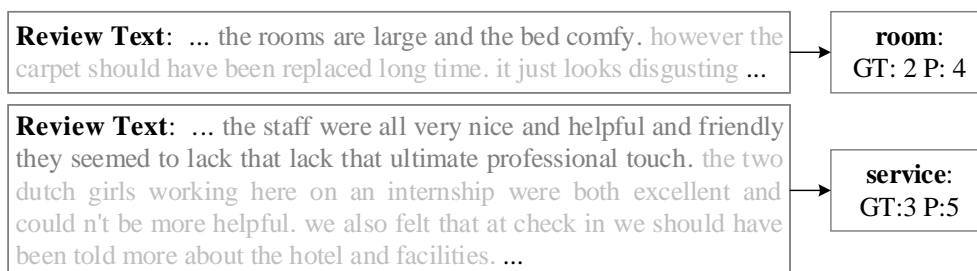 Review Text: ... the rooms are large and the bed comfy. however the
carpet should have been replaced long time. it just looks disgusting ...
room:
GT: 2 P: 4
Review Text: ... the staff were all very nice and helpful and friendly
they seemed to lack that lack that ultimate professional touch. the two
dutch girls working here on an internship were both excellent and
could n't be more helpful. we also felt that at check in we should have
been told more about the hotel and facilities. ...
service:
GT:3 P:5